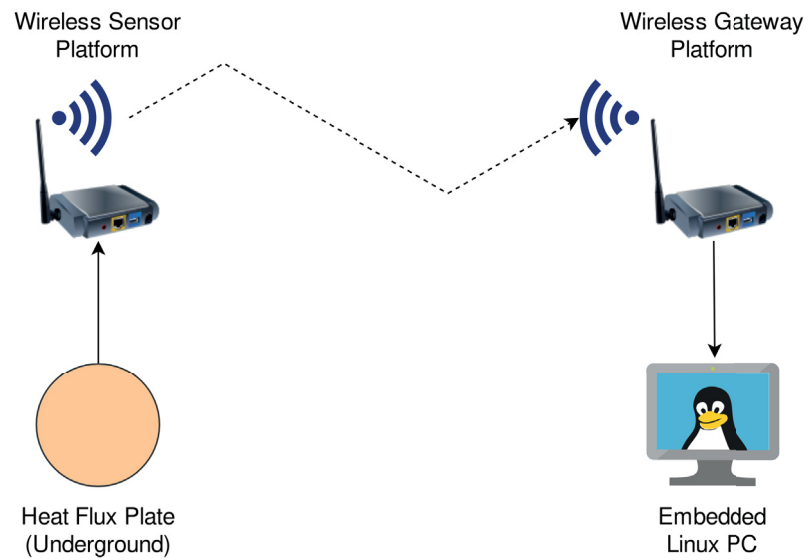 Wireless Sensor
Platform
Wireless Gateway
Platform
Heat Flux Plate
(Underground)
Embedded
Linux PC